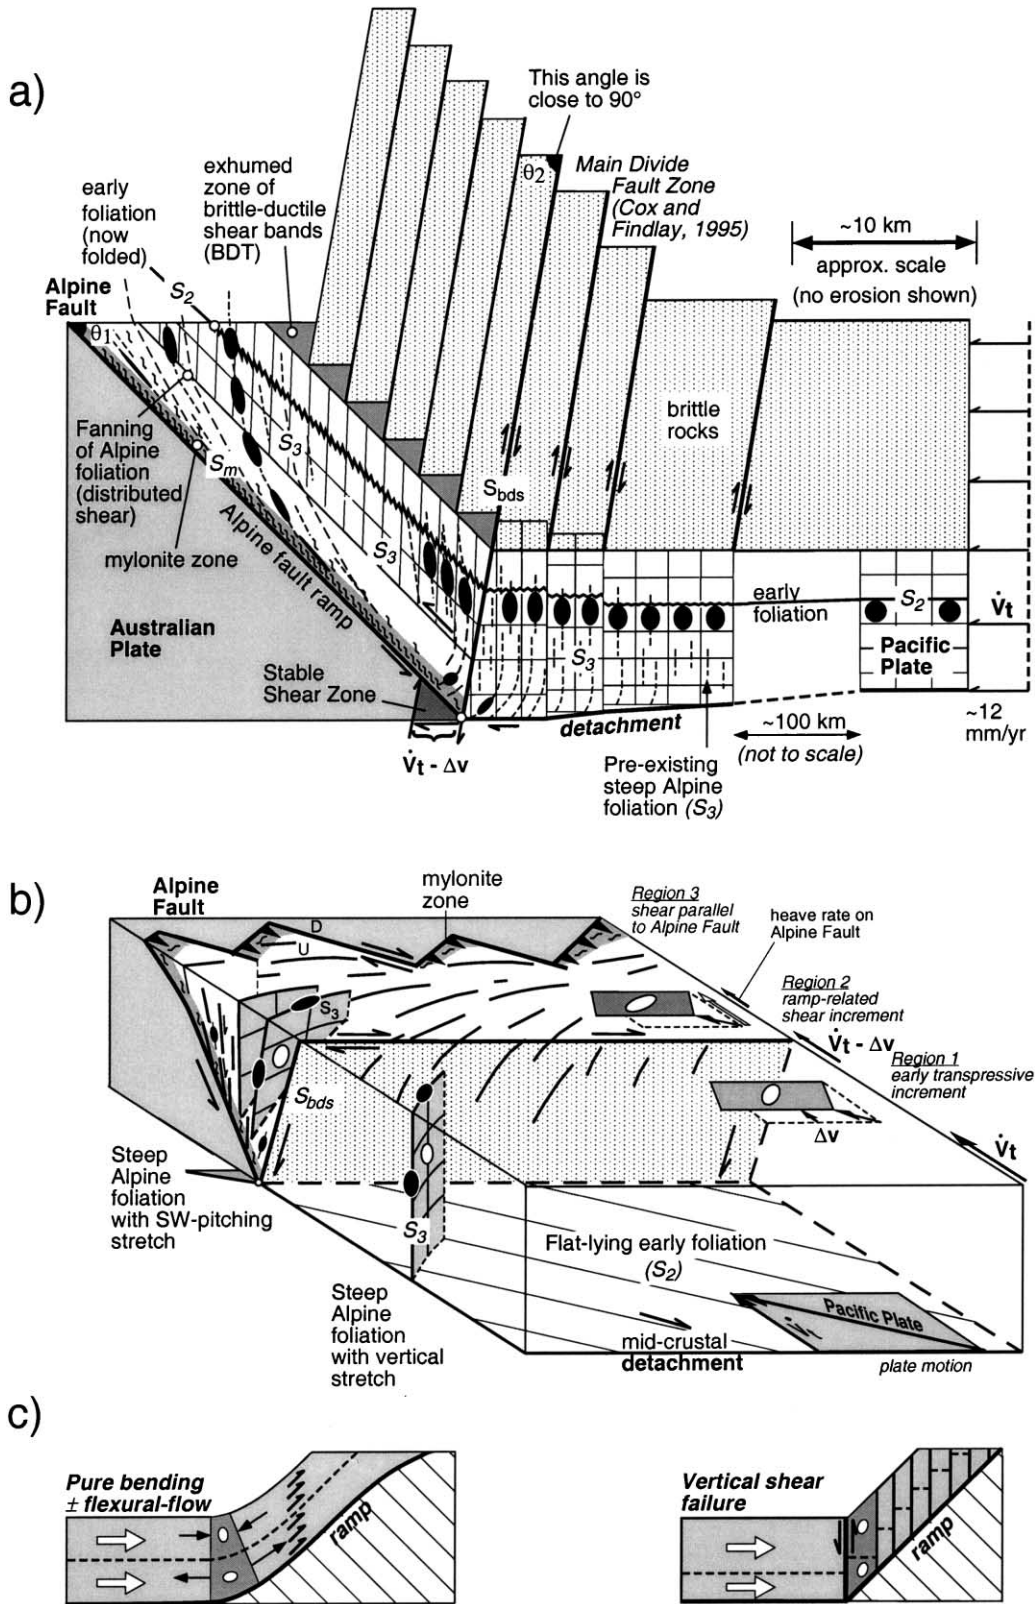 a)
This angle is
close to 90°
θ2
Main Divide
Fault Zone
(Cox and
Findlay, 1995)
~10 km
approx. scale
(no erosion shown)
exhumed
zone of
brittle-ductile
shear bands
(BDT)
early
foliation
(now
folded)
S2
Alpine
Fault
θ1
brittle
rocks
Fanning
of Alpine
foliation
(distributed
shear)
S3
Sm
Sbds
mylonite zone
S3
Alpine fault ramp
early
foliation
S2
V̇t
Australian
Plate
S3
Pacific
Plate
Stable
Shear Zone
detachment
~100 km
(not to scale)
~12
mm/yr
V̇t - Δv
Pre-existing
steep Alpine
foliation (S3)
b)
Alpine
Fault
mylonite
zone
Region 3
shear parallel
to Alpine Fault
heave rate on
Alpine Fault
D
U
S3
Region 2
ramp-related
shear increment
V̇t - Δv
Region 1
early transpressive
increment
Sbds
Δv
V̇t
Steep
Alpine
foliation
with SW-pitching
stretch
S3
Flat-lying early foliation
(S2)
Steep
Alpine
foliation
with vertical
stretch
Pacific Plate
mid-crustal
detachment
plate motion
c)
Pure bending
± flexural-flow
ramp
Vertical shear
failure
ramp